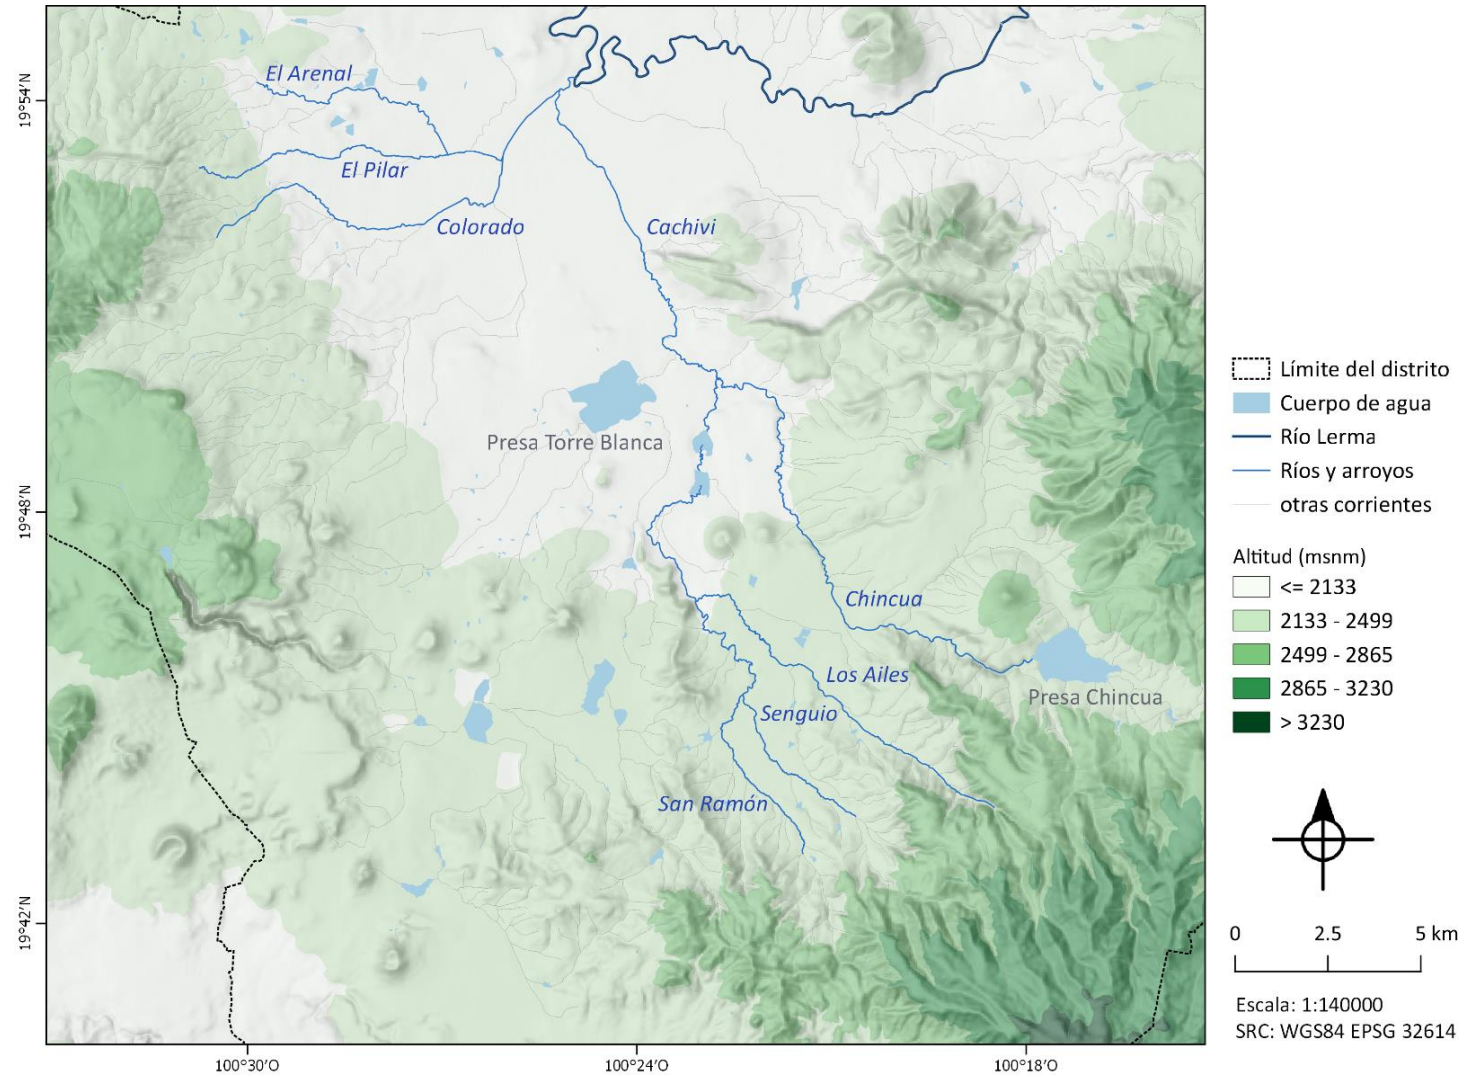 El Arenal
19°54'N
El Pilar
Colorado
Cachivi
Presa Torre Blanca
19°48'N
Chincua
Los Ailes
Presa Chincua
Senguio
San Ramón
19°42'N
100°30'O
100°24'O
100°18'O
Límite del distrito
Cuerpo de agua
Río Lerma
Ríos y arroyos
otras corrientes
Altitud (msnm)
<= 2133
2133 - 2499
2499 - 2865
2865 - 3230
> 3230
0 2.5 5 km
Escala: 1:140000
SRC: WGS84 EPSG 32614